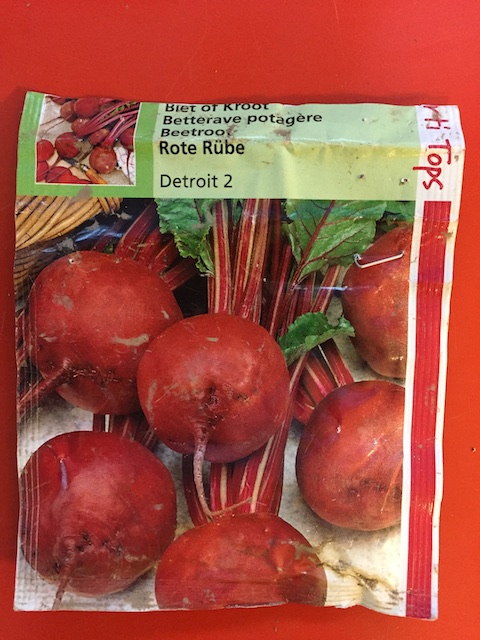 Biet of Kroot
Betterave potagère
Beetroot
Rote Rübe
Detroit 2
Tops